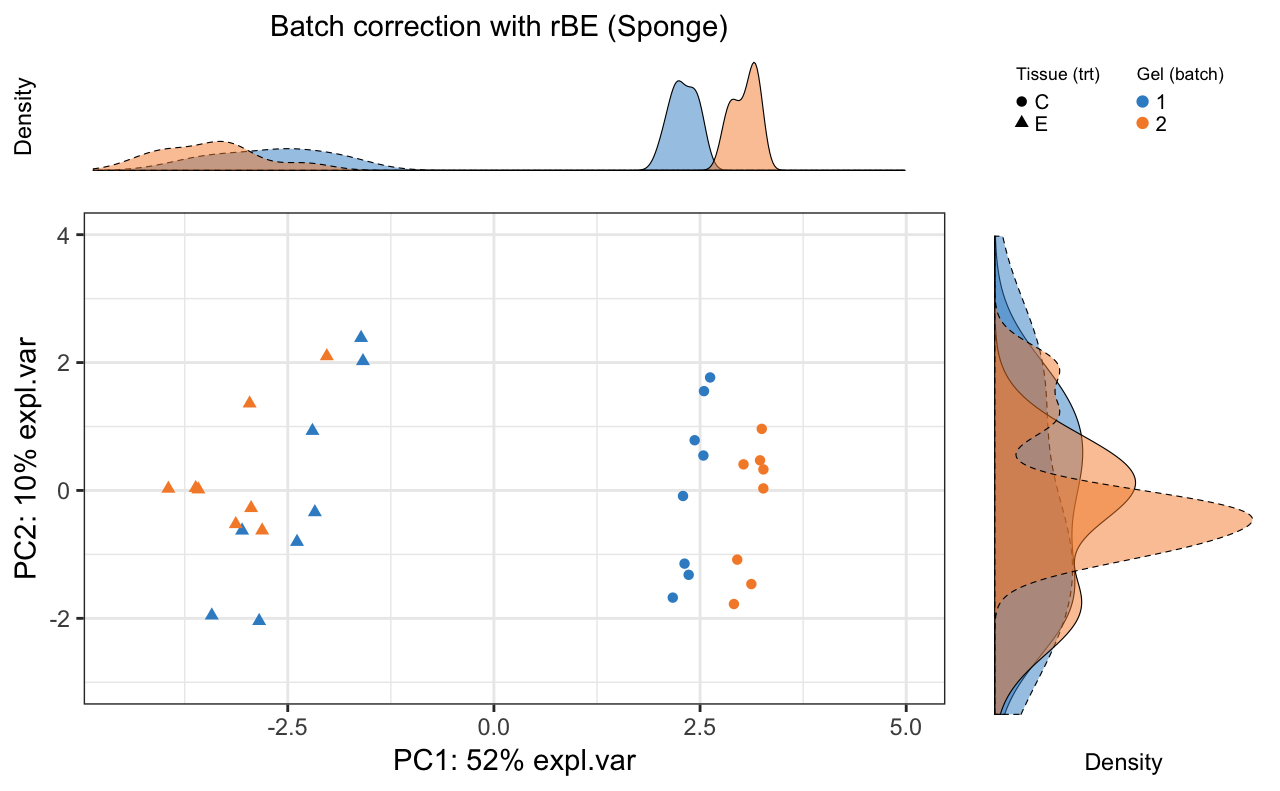 Batch correction with rBE (Sponge)
Density
Tissue (trt)
C
E
Gel (batch)
1
2
PC2: 10% expl.var
4
2
0
-2
-2.5
0.0
2.5
5.0
PC1: 52% expl.var
Density